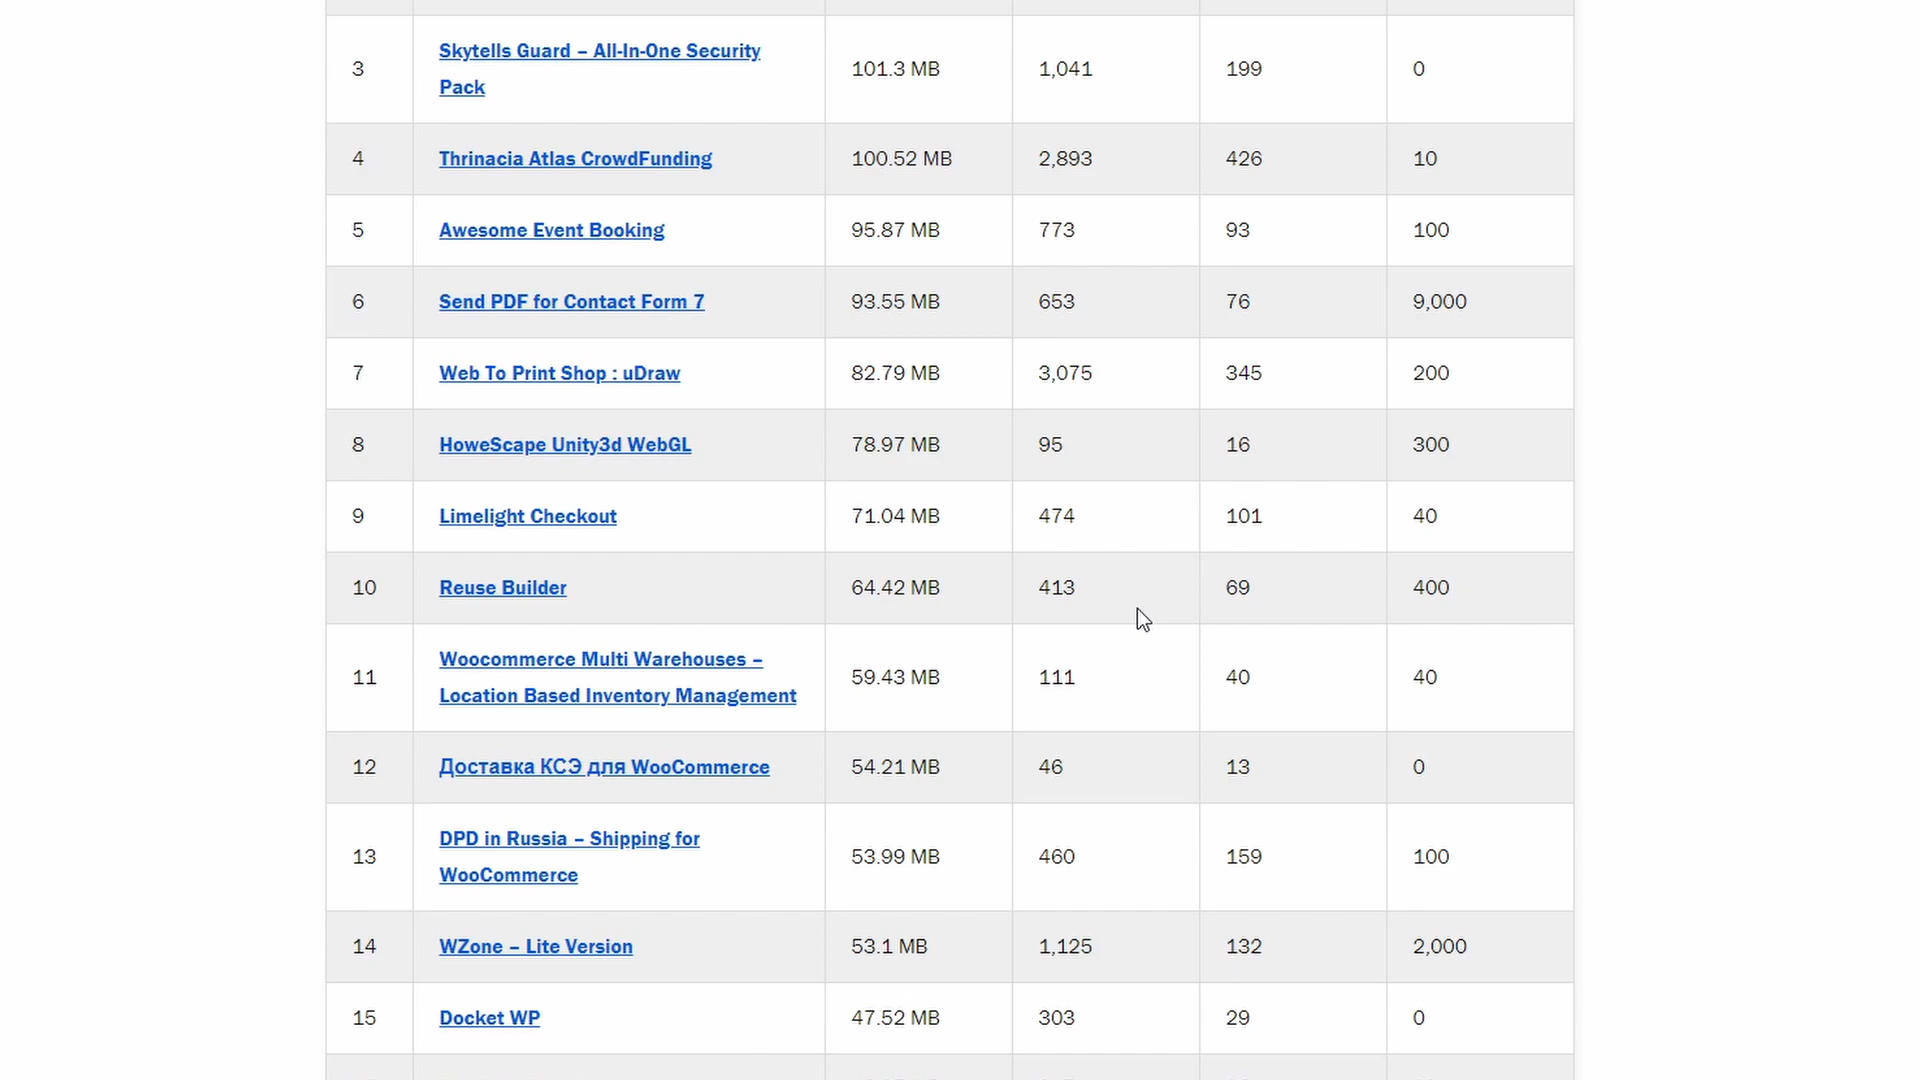 3 Skytells Guard – All-In-One Security Pack 101.3 MB 1,041 199 0
4 Thrinacia Atlas CrowdFunding 100.52 MB 2,893 426 10
5 Awesome Event Booking 95.87 MB 773 93 100
6 Send PDF for Contact Form 7 93.55 MB 653 76 9,000
7 Web To Print Shop : uDraw 82.79 MB 3,075 345 200
8 HoweScape Unity3d WebGL 78.97 MB 95 16 300
9 Limelight Checkout 71.04 MB 474 101 40
10 Reuse Builder 64.42 MB 413 69 400
11 Woocommerce Multi Warehouses – Location Based Inventory Management 59.43 MB 111 40 40
12 Доставка КСЭ для WooCommerce 54.21 MB 46 13 0
13 DPD in Russia – Shipping for WooCommerce 53.99 MB 460 159 100
14 WZone – Lite Version 53.1 MB 1,125 132 2,000
15 Docket WP 47.52 MB 303 29 0